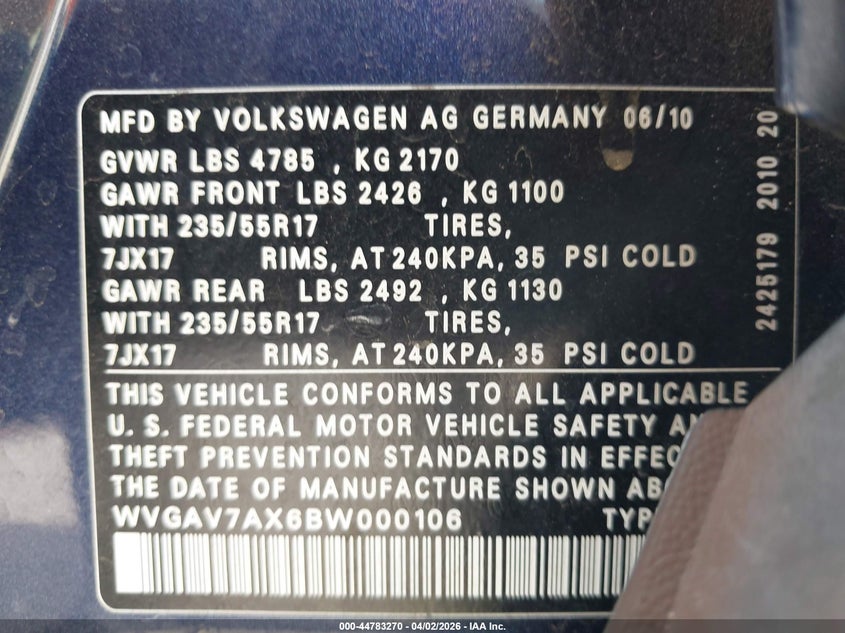 MFD BY VOLKSWAGEN AG GERMANY 06/10
GVWR LBS 4785 , KG 2170
GAWR FRONT LBS 2426 , KG 1100
WITH 235/55R17 TIRES,
7JX17 RIMS, AT 240KPA, 35 PSI COLD
GAWR REAR LBS 2492 , KG 1130
WITH 235/55R17 TIRES,
7JX17 RIMS, AT 240KPA, 35 PSI COLD
THIS VEHICLE CONFORMS TO ALL APPLICABLE
U. S. FEDERAL MOTOR VEHICLE SAFETY
THEFT PREVENTION STANDARDS IN EFFEC
THE DATE OF MANUFACTURE SHOWN AB
WVGAV7AX6BW000106 TYP
2425179 2010 20
000-44783270 - 04/02/2026 - IAA Inc.